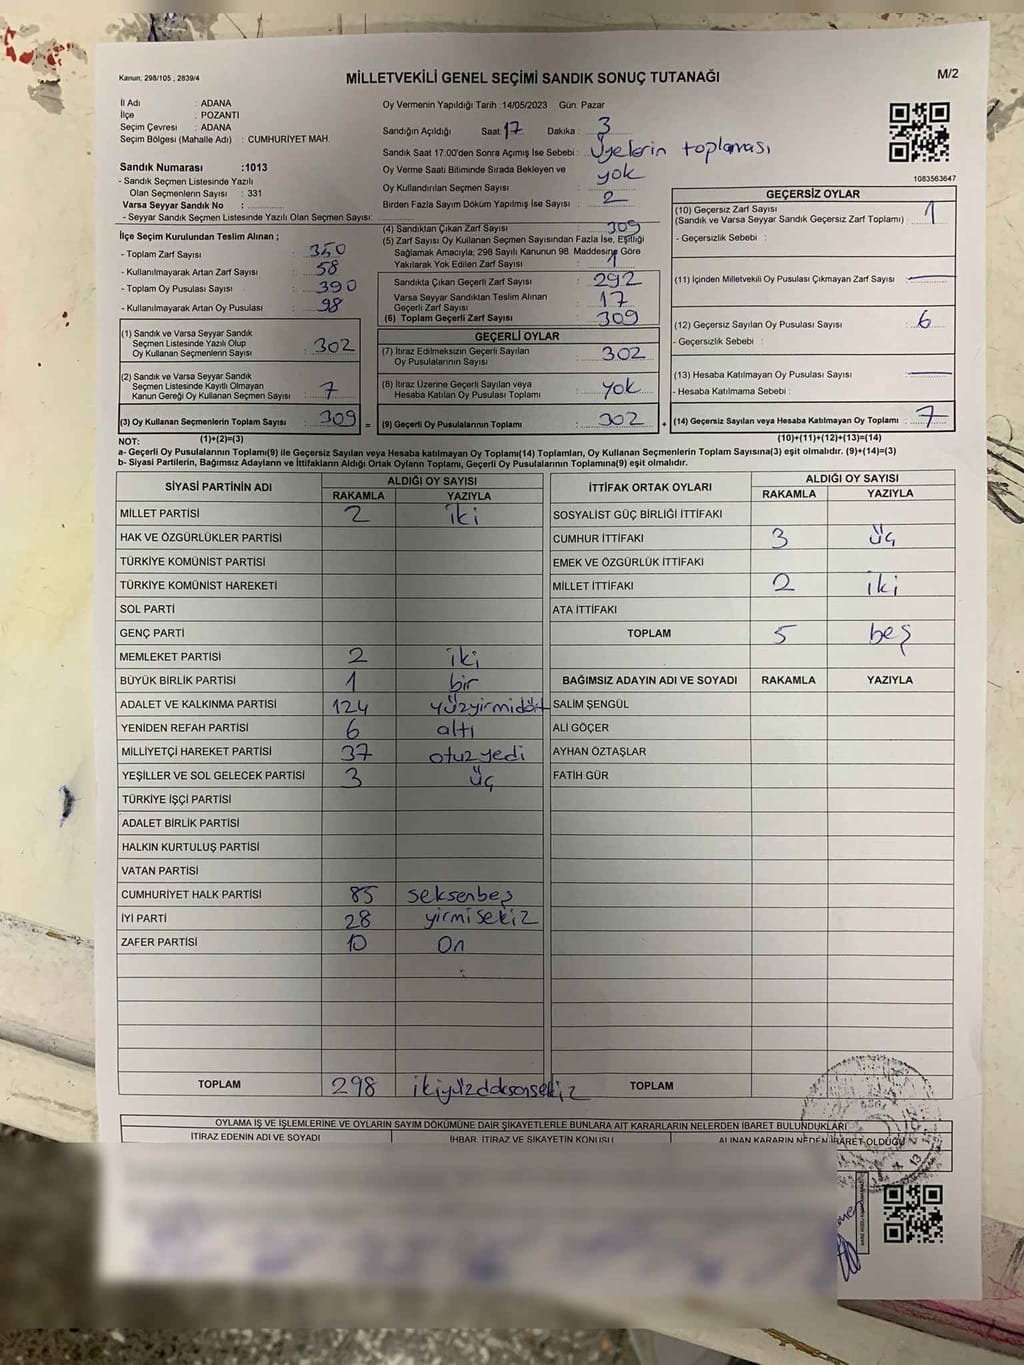 Kanun: 298/105 , 2839/4
MİLLETVEKİLİ GENEL SEÇİMİ SANDIK SONUÇ TUTANAĞI
M/2
İl Adı : ADANA
İlçe : POZANTI
Seçim Çevresi : ADANA
Seçim Bölgesi (Mahalle Adı) : CUMHURİYET MAH.
Sandık Numarası :1013
- Sandık Seçmen Listesinde Yazılı
Olan Seçmenlerin Sayısı : 331
Varsa Seyyar Sandık No :
- Seyyar Sandık Seçmen Listesinde Yazılı Olan Seçmen Sayısı:
Oy Vermenin Yapıldığı Tarih :14/05/2023 Gün: Pazar
Sandığın Açıldığı Saat: 17 Dakika : 3
Sandık Saat 17:00'den Sonra Açımış İse Sebebi : üyelerin toplaması
Oy Verme Saati Bitiminde Sırada Bekleyen ve yok
Oy Kullandırılan Seçmen Sayısı
Birden Fazla Sayım Döküm Yapılmış İse Sayısı : 2
1083563647
İlçe Seçim Kurulundan Teslim Alınan ;
- Toplam Zarf Sayısı : 350
- Kullanılmayarak Artan Zarf Sayısı : 58
- Toplam Oy Pusulası Sayısı : 390
- Kullanılmayarak Artan Oy Pusulası : 98
(4) Sandıktan Çıkan Zarf Sayısı : 309
(5) Zarf Sayısı Oy Kullanan Seçmen Sayısından Fazla İse, Eşitliği
Sağlamak Amacıyla; 298 Sayılı Kanunun 98. Maddesine Göre
Yakılarak Yok Edilen Zarf Sayısı : 1
Sandıkta Çıkan Geçerli Zarf Sayısı : 292
Varsa Seyyar Sandıktan Teslim Alınan
Geçerli Zarf Sayısı : 17
(6) Toplam Geçerli Zarf Sayısı : 309
GEÇERSİZ OYLAR
(10) Geçersiz Zarf Sayısı
(Sandık ve Varsa Seyyar Sandık Geçersiz Zarf Toplamı) : 1
- Geçersizlik Sebebi :
(11) İçinden Milletvekili Oy Pusulası Çıkmayan Zarf Sayısı :
(12) Geçersiz Sayılan Oy Pusulası Sayısı : 6
- Geçersizlik Sebebi :
(13) Hesaba Katılmayan Oy Pusulası Sayısı :
- Hesaba Katılmama Sebebi :
(14) Geçersiz Sayılan veya Hesaba Katılmayan Oy Toplamı : 7
(10)+(11)+(12)+(13)=(14)
(1) Sandık ve Varsa Seyyar Sandık
Seçmen Listesinde Yazılı Olup
Oy Kullanan Seçmenlerin Sayısı : 302
(2) Sandık ve Varsa Seyyar Sandık
Seçmen Listesinde Kayıtlı Olmayan
Kanun Gereği Oy Kullanan Seçmen Sayısı : 7
(3) Oy Kullanan Seçmenlerin Toplam Sayısı : 309 =
GEÇERLİ OYLAR
(7) İtiraz Edilmeksizin Geçerli Sayılan
Oy Pusulalarının Sayısı : 302
(8) İtiraz Üzerine Geçerli Sayılan veya
Hesaba Katılan Oy Pusulası Toplamı : yok
(9) Geçerli Oy Pusulalarının Toplamı : 302 +
NOT: (1)+(2)=(3)
a- Geçerli Oy Pusulalarının Toplamı(9) ile Geçersiz Sayılan veya Hesaba katılmayan Oy Toplamı(14) Toplamları, Oy Kullanan Seçmenlerin Toplam Sayısına(3) eşit olmalıdır. (9)+(14)=(3)
b- Siyasi Partilerin, Bağımsız Adayların ve İttifakların Aldığı Ortak Oyların Toplamı, Geçerli Oy Pusulalarının Toplamına(9) eşit olmalıdır.
SİYASİ PARTİNİN ADI ALDIĞI OY SAYISI
RAKAMLA YAZIYLA
MİLLET PARTİSİ 2 iki
HAK VE ÖZGÜRLÜKLER PARTİSİ
TÜRKİYE KOMÜNİST PARTİSİ
TÜRKİYE KOMÜNİST HAREKETİ
SOL PARTİ
GENÇ PARTİ
MEMLEKET PARTİSİ 2 iki
BÜYÜK BİRLİK PARTİSİ 1 bir
ADALET VE KALKINMA PARTİSİ 124 yüzyirmidört
YENİDEN REFAH PARTİSİ 6 altı
MİLLİYETÇİ HAREKET PARTİSİ 37 otuzyedi
YEŞİLLER VE SOL GELECEK PARTİSİ 3 üç
TÜRKİYE İŞÇİ PARTİSİ
ADALET BİRLİK PARTİSİ
HALKIN KURTULUŞ PARTİSİ
VATAN PARTİSİ
CUMHURİYET HALK PARTİSİ 85 seksenbeş
İYİ PARTİ 28 yirmisekiz
ZAFER PARTİSİ 10 On
TOPLAM 298 ikiyüzdoksansekiz
İTTİFAK ORTAK OYLARI ALDIĞI OY SAYISI
RAKAMLA YAZIYLA
SOSYALİST GÜÇ BİRLİĞİ İTTİFAKI
CUMHUR İTTİFAKI 3 üç
EMEK VE ÖZGÜRLÜK İTTİFAKI
MİLLET İTTİFAKI 2 iki
ATA İTTİFAKI
TOPLAM 5 beş
BAĞIMSIZ ADAYIN ADI VE SOYADI RAKAMLA YAZIYLA
SALİM ŞENGÜL
ALİ GÖÇER
AYHAN ÖZTAŞLAR
FATİH GÜR
TOPLAM
OYLAMA İŞ VE İŞLEMLERİNE VE OYLARIN SAYIM DÖKÜMÜNE DAİR ŞİKAYETLERLE BUNLARA AİT KARARLARIN NELERDEN İBARET BULUNDUKLARI
İTİRAZ EDENİN ADI VE SOYADI İHBAR, İTİRAZ VE ŞİKAYETİN KONUSU ALINAN KARARIN NEDEN İBARET OLDUĞU